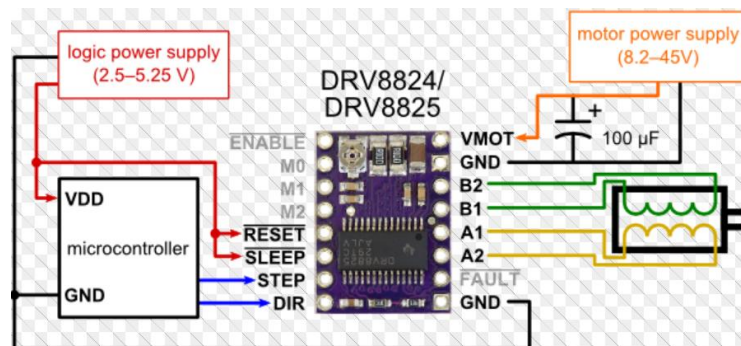 logic power supply
(2.5–5.25 V)
motor power supply
(8.2–45V)
DRV8824/
DRV8825
+
100 µF
ENABLE
M0
M1
M2
RESET
SLEEP
STEP
DIR
VMOT
GND
B2
B1
A1
A2
FAULT
GND
VDD
microcontroller
GND
DRV8825